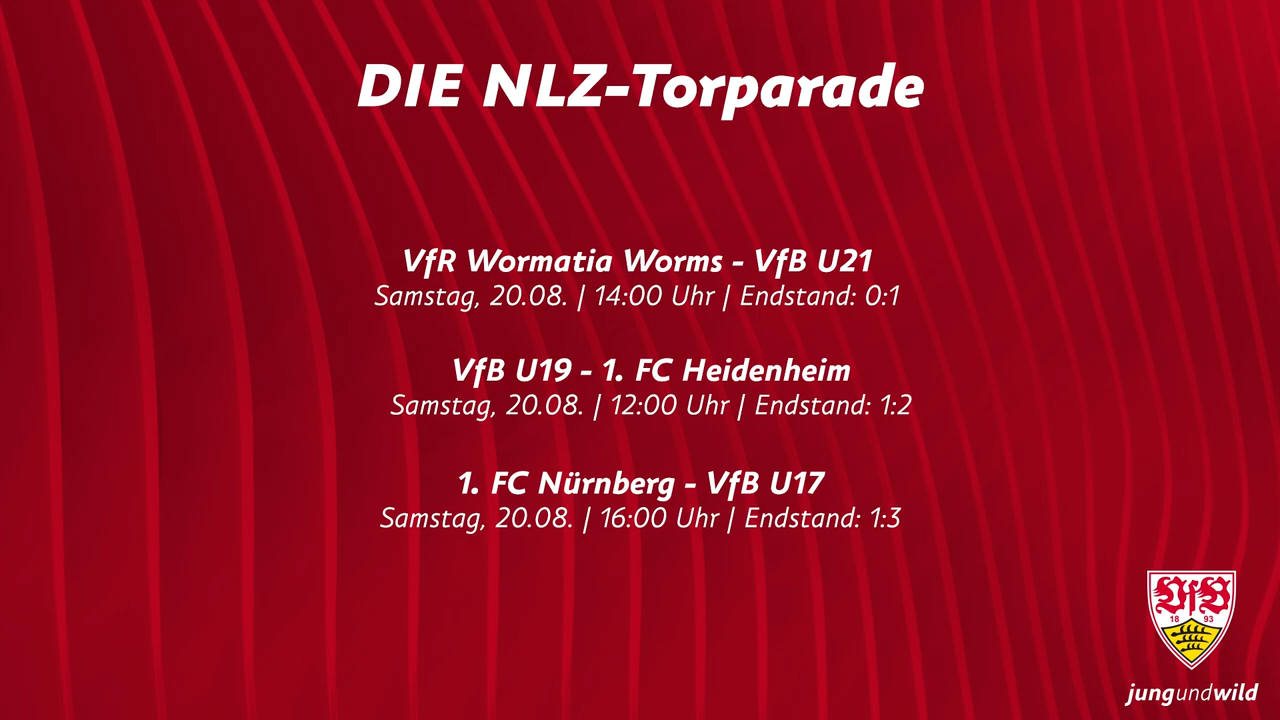 DIE NLZ-Torparade
VfR Wormatia Worms - VfB U21
Samstag, 20.08. | 14:00 Uhr | Endstand: 0:1
VfB U19 - 1. FC Heidenheim
Samstag, 20.08. | 12:00 Uhr | Endstand: 1:2
1. FC Nürnberg - VfB U17
Samstag, 20.08. | 16:00 Uhr | Endstand: 1:3
VfB
18 93
jungundwild